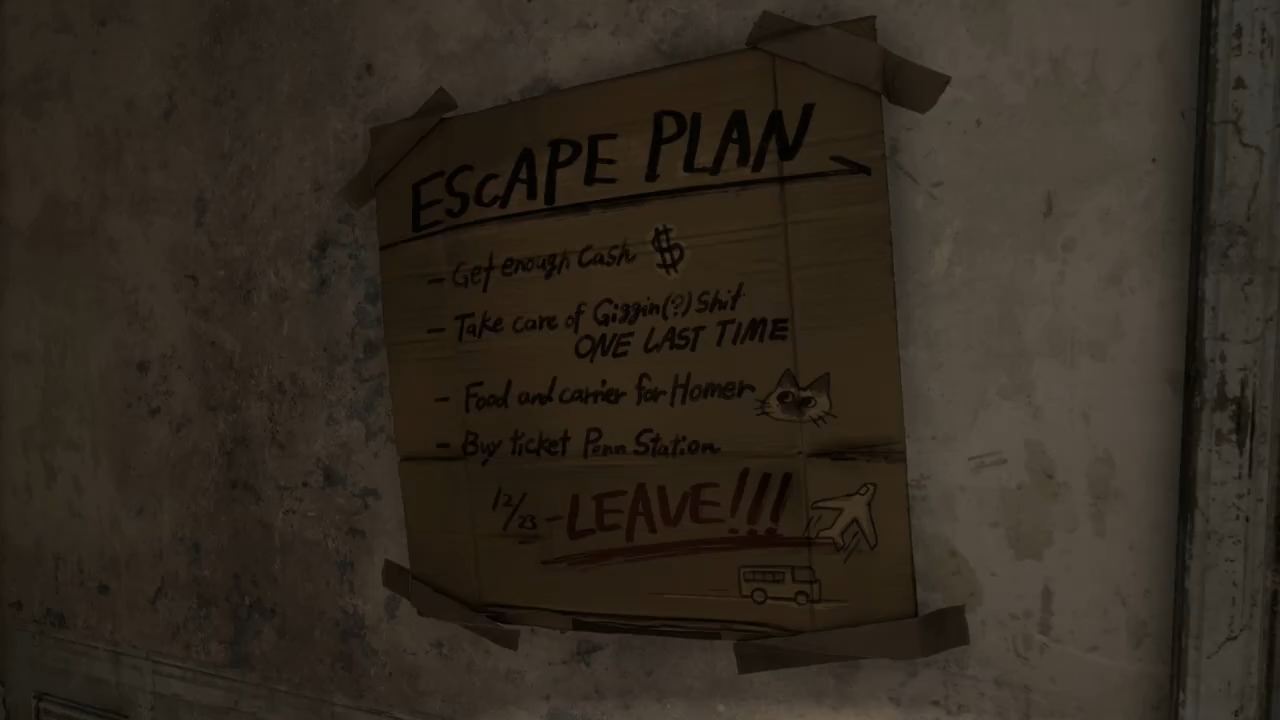 ESCAPE PLAN
- Get enough Cash $
- Take care of Giggin(?) Shit
ONE LAST TIME
- Food and carrier for Homer
- Buy ticket Penn Station
12/23 - LEAVE!!!